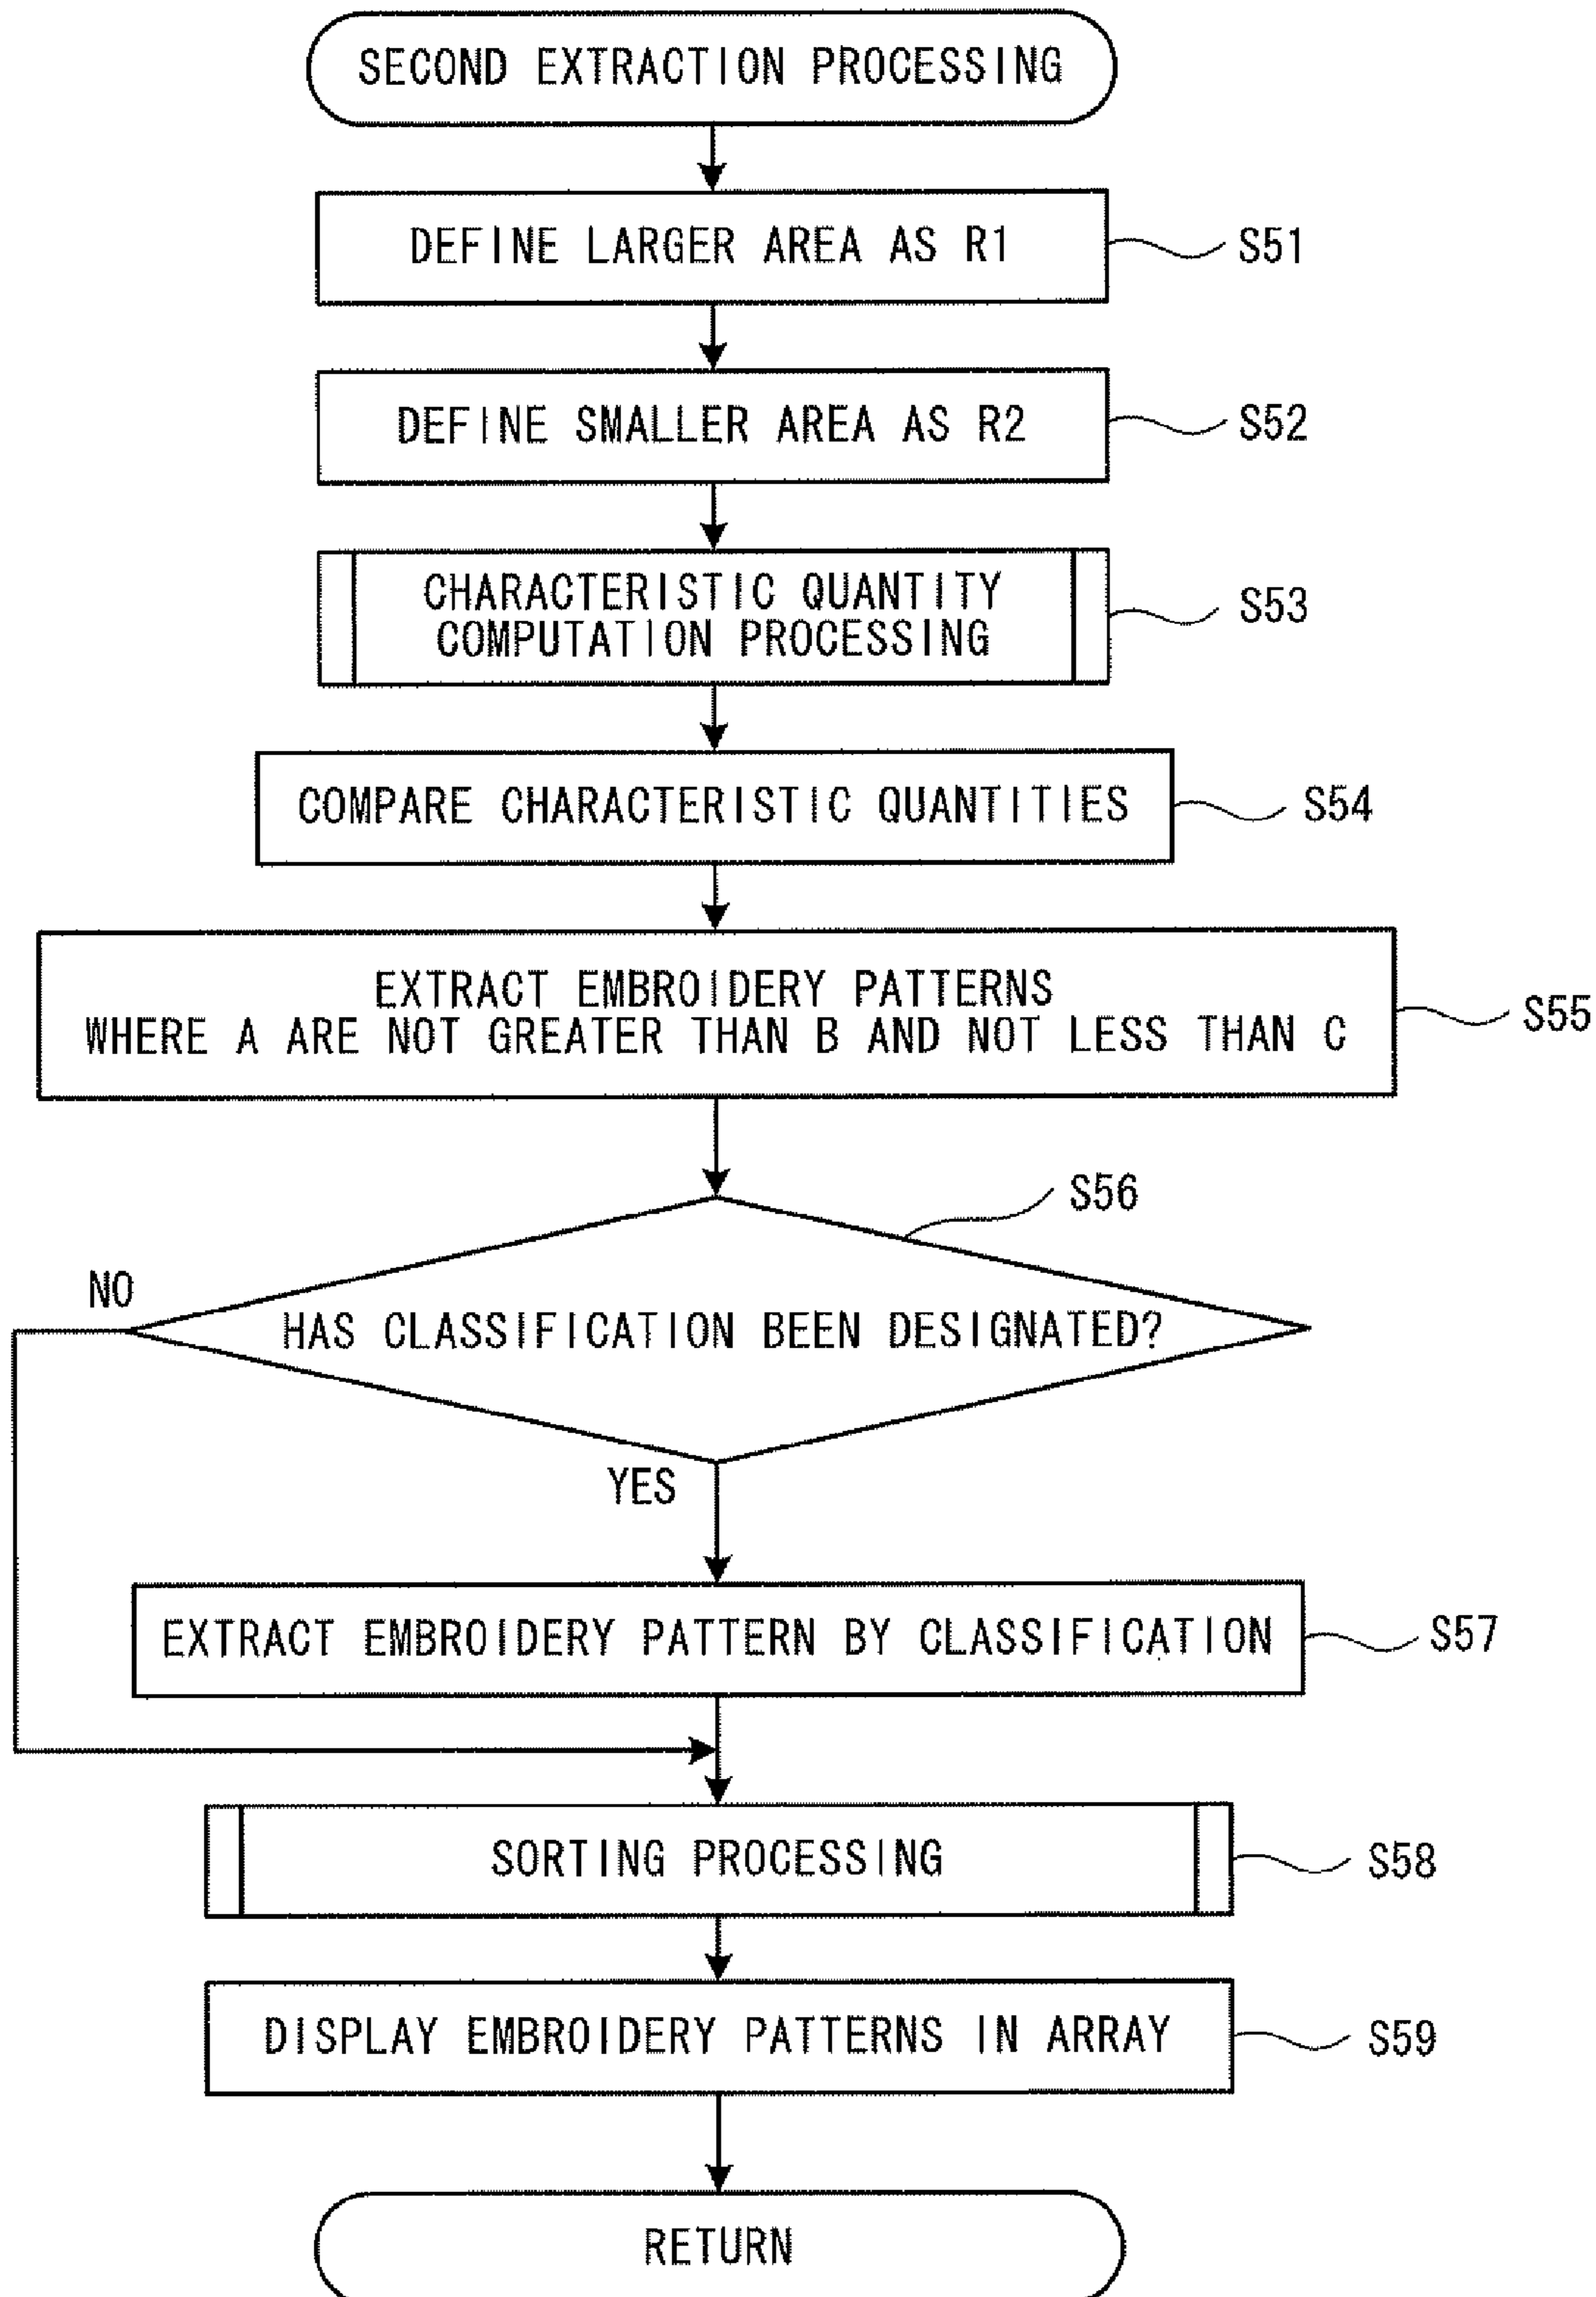 SECOND EXTRACTION PROCESSING
DEFINE LARGER AREA AS R1
S51
DEFINE SMALLER AREA AS R2
S52
CHARACTERISTIC QUANTITY
COMPUTATION PROCESSING
S53
COMPARE CHARACTERISTIC QUANTITIES
S54
EXTRACT EMBROIDERY PATTERNS
WHERE A ARE NOT GREATER THAN B AND NOT LESS THAN C
S55
S56
NO
HAS CLASSIFICATION BEEN DESIGNATED?
YES
EXTRACT EMBROIDERY PATTERN BY CLASSIFICATION
S57
SORTING PROCESSING
S58
DISPLAY EMBROIDERY PATTERNS IN ARRAY
S59
RETURN